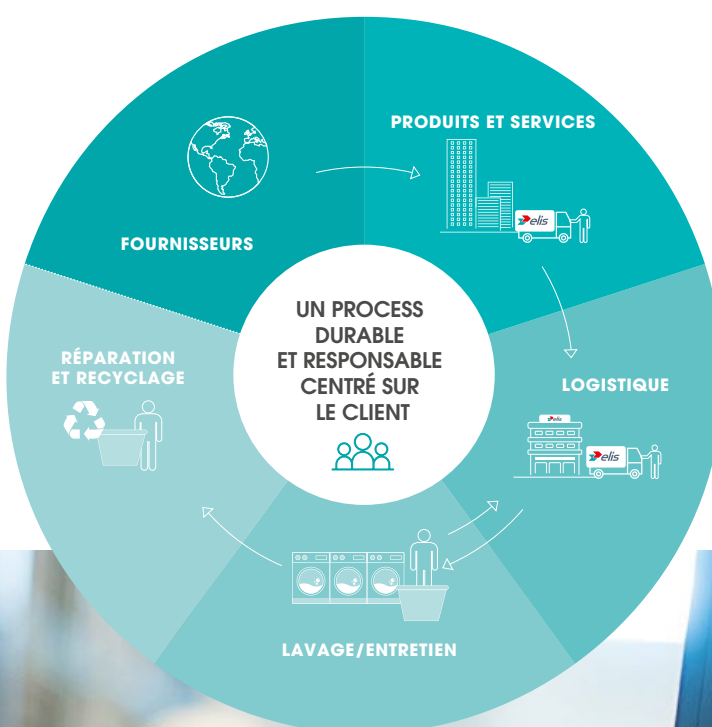 PRODUITS ET SERVICES
elis
FOURNISSEURS
UN PROCESS
DURABLE
ET RESPONSABLE
CENTRÉ SUR
LE CLIENT
RÉPARATION
ET RECYCLAGE
LOGISTIQUE
elis
elis
LAVAGE/ENTRETIEN